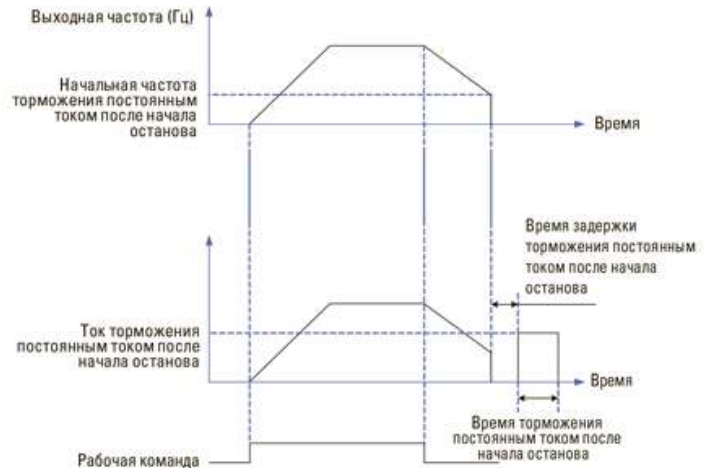 Выходная частота (Гц)
Начальная частота
торможения постоянным
током после начала
останова
Время
Время задержки
торможения постоянным
током после начала
останова
Ток торможения
постоянным током после
начала останова
Время
Время торможения
постоянным током после
начала останова
Рабочая команда